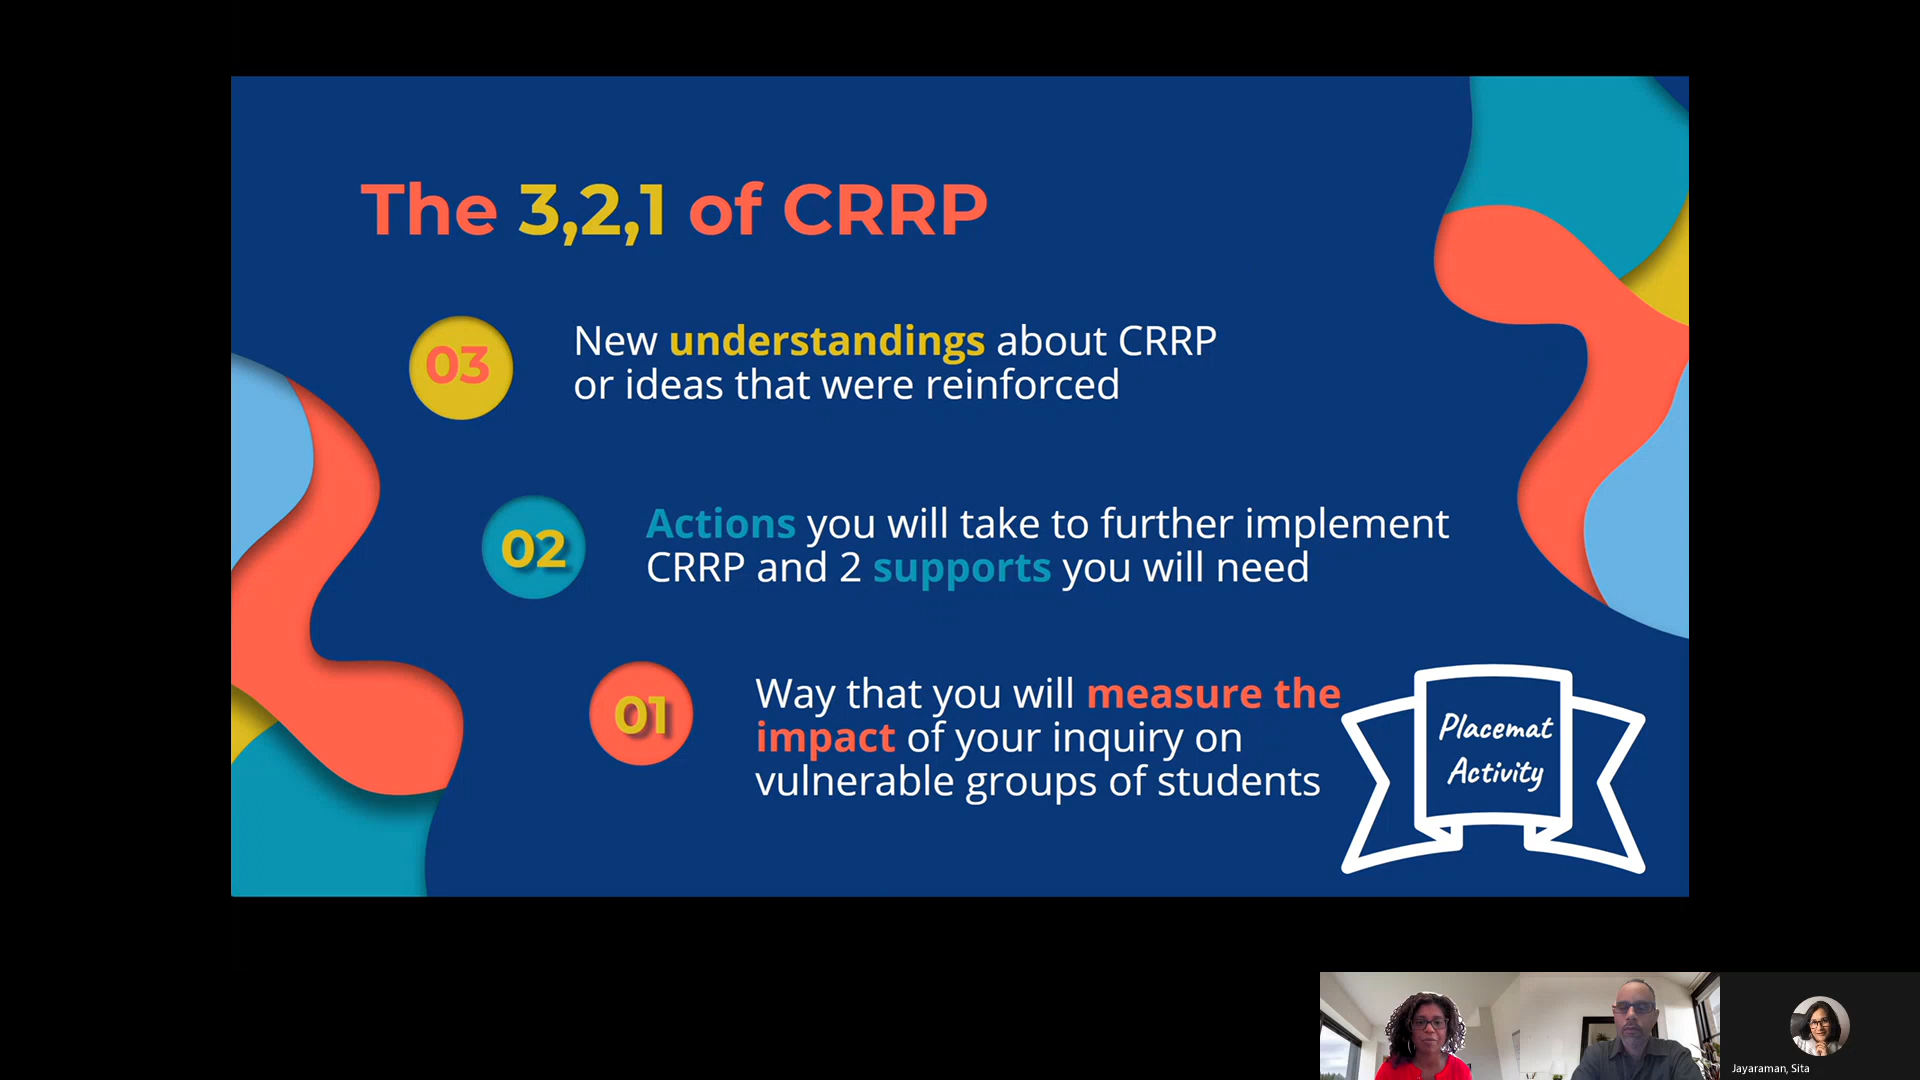 The 3,2,1 of CRRP
03
New understandings about CRRP
or ideas that were reinforced
02
Actions you will take to further implement
CRRP and 2 supports you will need
01
Way that you will measure the
impact of your inquiry on
vulnerable groups of students
Placemat
Activity
Jayaraman, Sita